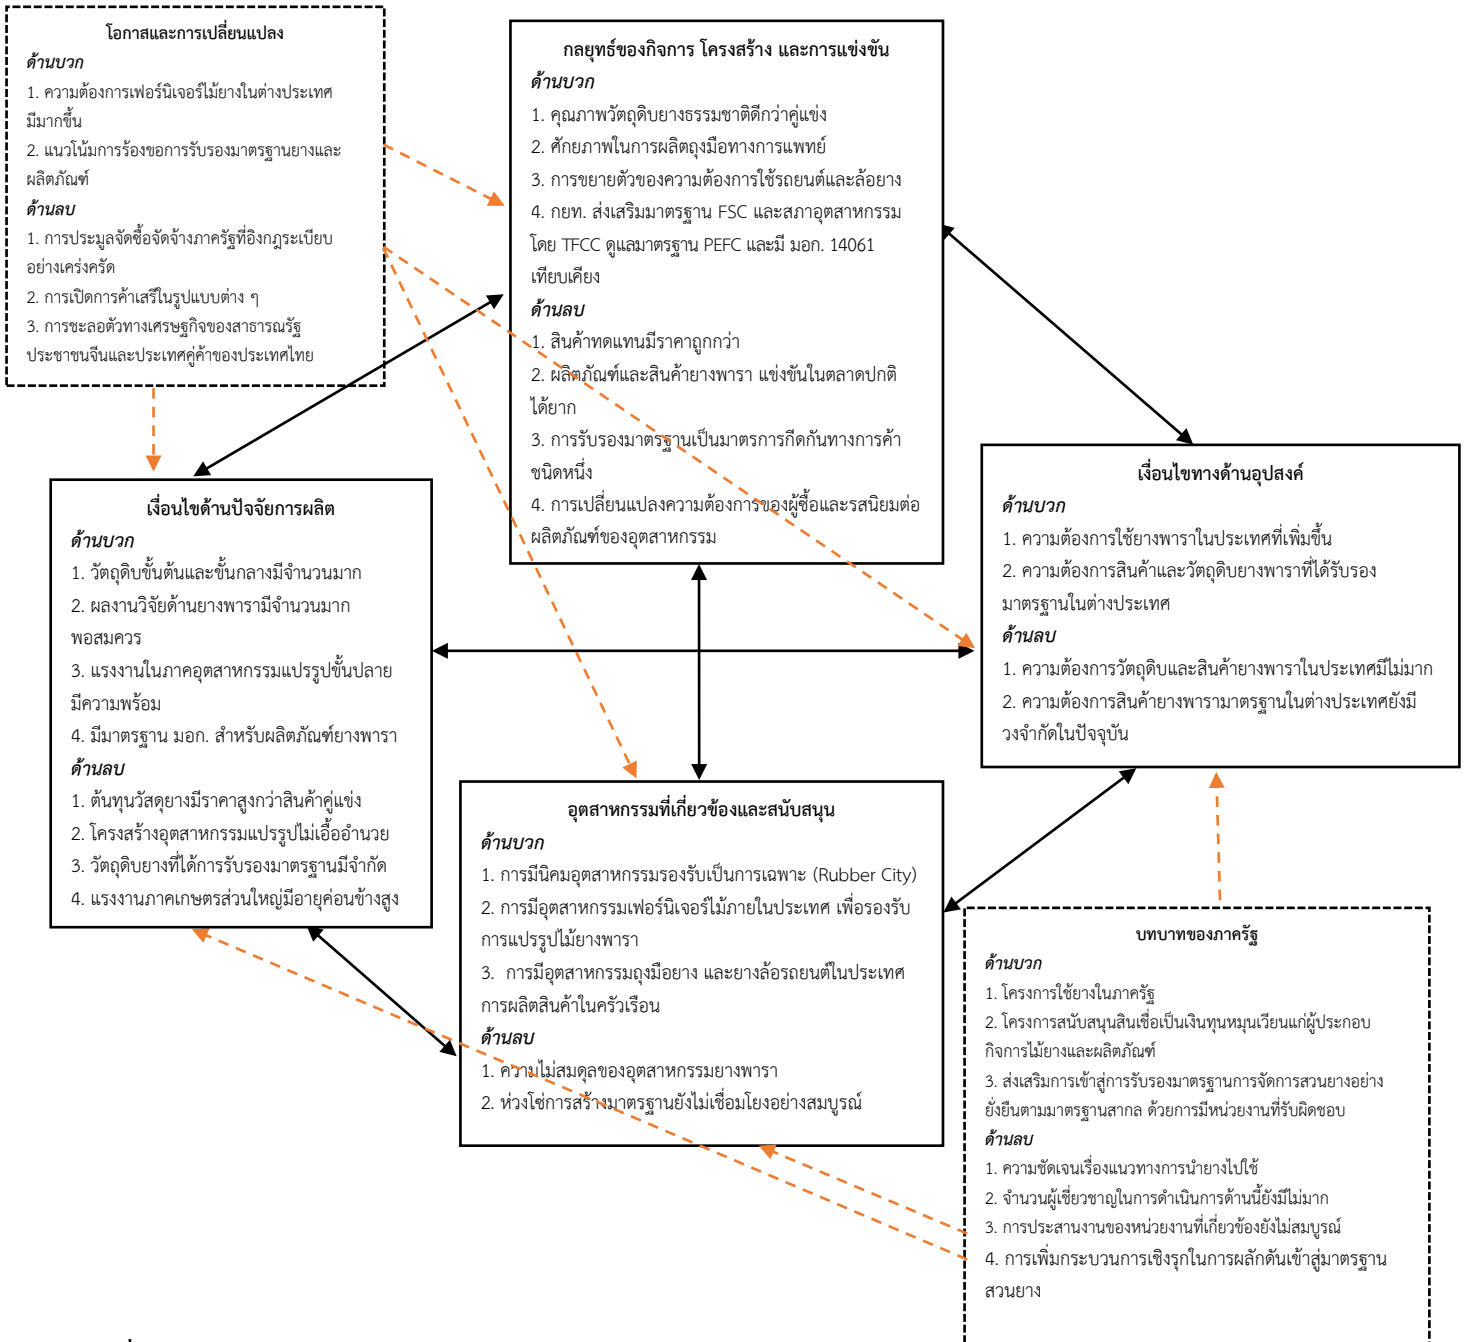 โอกาสและการเปลี่ยนแปลง
ด้านบวก
1. ความต้องการเฟอร์นิเจอร์ไม้ยางในต่างประเทศ
มีมากขึ้น
2. แนวโน้มการร้องขอการรับรองมาตรฐานยางและ
ผลิตภัณฑ์
ด้านลบ
1. การประมูลจัดซื้อจัดจ้างภาครัฐที่อิงกฎระเบียบ
อย่างเคร่งครัด
2. การเปิดการค้าเสรีในรูปแบบต่าง ๆ
3. การชะลอตัวทางเศรษฐกิจของสาธารณรัฐ
ประชาชนจีนและประเทศคู่ค้าของประเทศไทย
กลยุทธ์ของกิจการ โครงสร้าง และการแข่งขัน
ด้านบวก
1. คุณภาพวัตถุดิบยางธรรมชาติดีกว่าคู่แข่ง
2. ศักยภาพในการผลิตถุงมือทางการแพทย์
3. การขยายตัวของความต้องการใช้รถยนต์และล้อยาง
4. กยท. ส่งเสริมมาตรฐาน FSC และสภาอุตสาหกรรม
โดย TFCC ดูแลมาตรฐาน PEFC และมี มอก. 14061
เทียบเคียง
ด้านลบ
1. สินค้าทดแทนมีราคาถูกกว่า
2. ผลิตภัณฑ์และสินค้ายางพารา แข่งขันในตลาดปกติ
ได้ยาก
3. การรับรองมาตรฐานเป็นมาตรการกีดกันทางการค้า
ชนิดหนึ่ง
4. การเปลี่ยนแปลงความต้องการของผู้ซื้อและรสนิยมต่อ
ผลิตภัณฑ์ของอุตสาหกรรม
เงื่อนไขทางด้านอุปสงค์
ด้านบวก
1. ความต้องการใช้ยางพาราในประเทศที่เพิ่มขึ้น
2. ความต้องการสินค้าและวัตถุดิบยางพาราที่ได้รับรอง
มาตรฐานในต่างประเทศ
ด้านลบ
1. ความต้องการวัตถุดิบและสินค้ายางพาราในประเทศมีไม่มาก
2. ความต้องการสินค้ายางพารามาตรฐานในต่างประเทศยังมี
วงจำกัดในปัจจุบัน
เงื่อนไขด้านปัจจัยการผลิต
ด้านบวก
1. วัตถุดิบขั้นต้นและขั้นกลางมีจำนวนมาก
2. ผลงานวิจัยด้านยางพารามีจำนวนมาก
พอสมควร
3. แรงงานในภาคอุตสาหกรรมแปรรูปขั้นปลาย
มีความพร้อม
4. มีมาตรฐาน มอก. สำหรับผลิตภัณฑ์ยางพารา
ด้านลบ
1. ต้นทุนวัสดุยางมีราคาสูงกว่าสินค้าคู่แข่ง
2. โครงสร้างอุตสาหกรรมแปรรูปไม่เอื้ออำนวย
3. วัตถุดิบยางที่ได้การรับรองมาตรฐานมีจำกัด
4. แรงงานภาคเกษตรส่วนใหญ่มีอายุค่อนข้างสูง
อุตสาหกรรมที่เกี่ยวข้องและสนับสนุน
ด้านบวก
1. การมีนิคมอุตสาหกรรมรองรับเป็นการเฉพาะ (Rubber City)
2. การมีอุตสาหกรรมเฟอร์นิเจอร์ไม้ภายในประเทศ เพื่อรองรับ
การแปรรูปไม้ยางพารา
3. การมีอุตสาหกรรมถุงมือยาง และยางล้อรถยนต์ในประเทศ
การผลิตสินค้าในครัวเรือน
ด้านลบ
1. ความไม่สมดุลของอุตสาหกรรมยางพารา
2. ห่วงโซ่การสร้างมาตรฐานยังไม่เชื่อมโยงอย่างสมบูรณ์
บทบาทของภาครัฐ
ด้านบวก
1. โครงการใช้ยางในภาครัฐ
2. โครงการสนับสนุนสินเชื่อเป็นเงินทุนหมุนเวียนแก่ผู้ประกอบ
กิจการไม้ยางและผลิตภัณฑ์
3. ส่งเสริมการเข้าสู่การรับรองมาตรฐานการจัดการสวนยางอย่าง
ยั่งยืนตามมาตรฐานสากล ด้วยการมีหน่วยงานที่รับผิดชอบ
ด้านลบ
1. ความชัดเจนเรื่องแนวทางการนำยางไปใช้
2. จำนวนผู้เชี่ยวชาญในการดำเนินการด้านนี้ยังมีไม่มาก
3. การประสานงานของหน่วยงานที่เกี่ยวข้องยังไม่สมบูรณ์
4. การเพิ่มกระบวนการเชิงรุกในการผลักดันเข้าสู่มาตรฐาน
สวนยาง